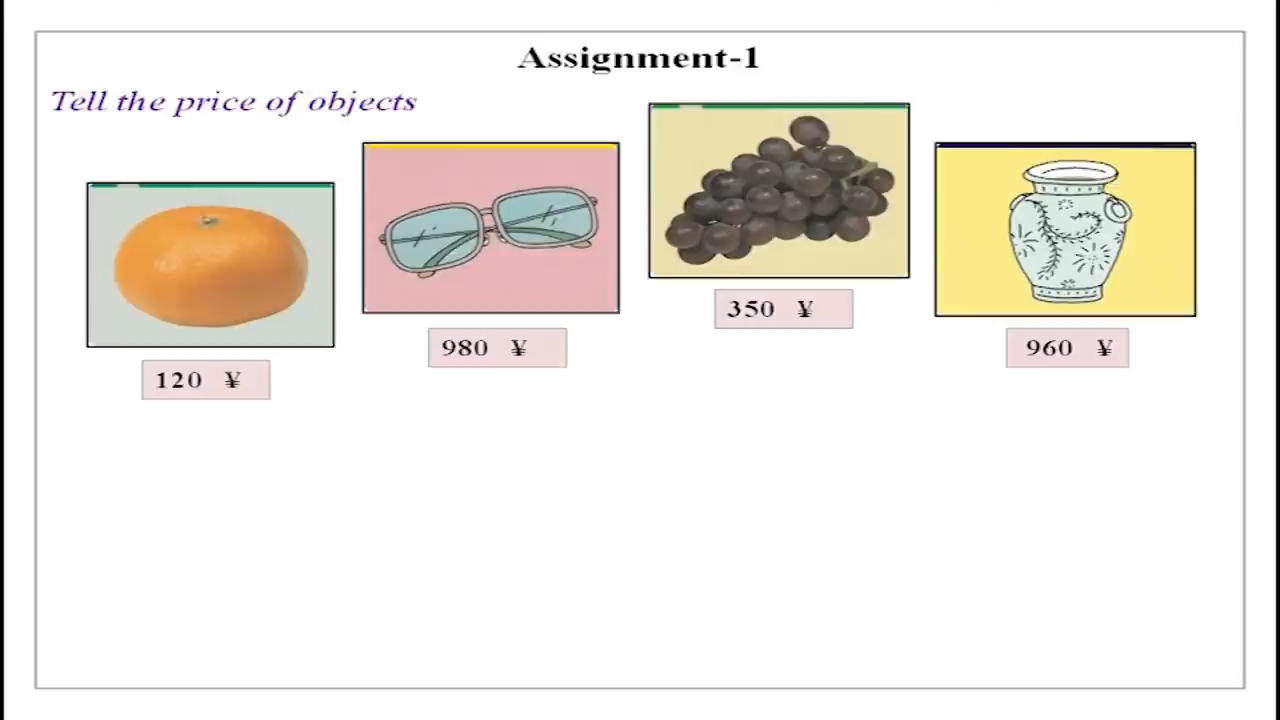 Assignment-1
Tell the price of objects
120 ¥
980 ¥
350 ¥
960 ¥